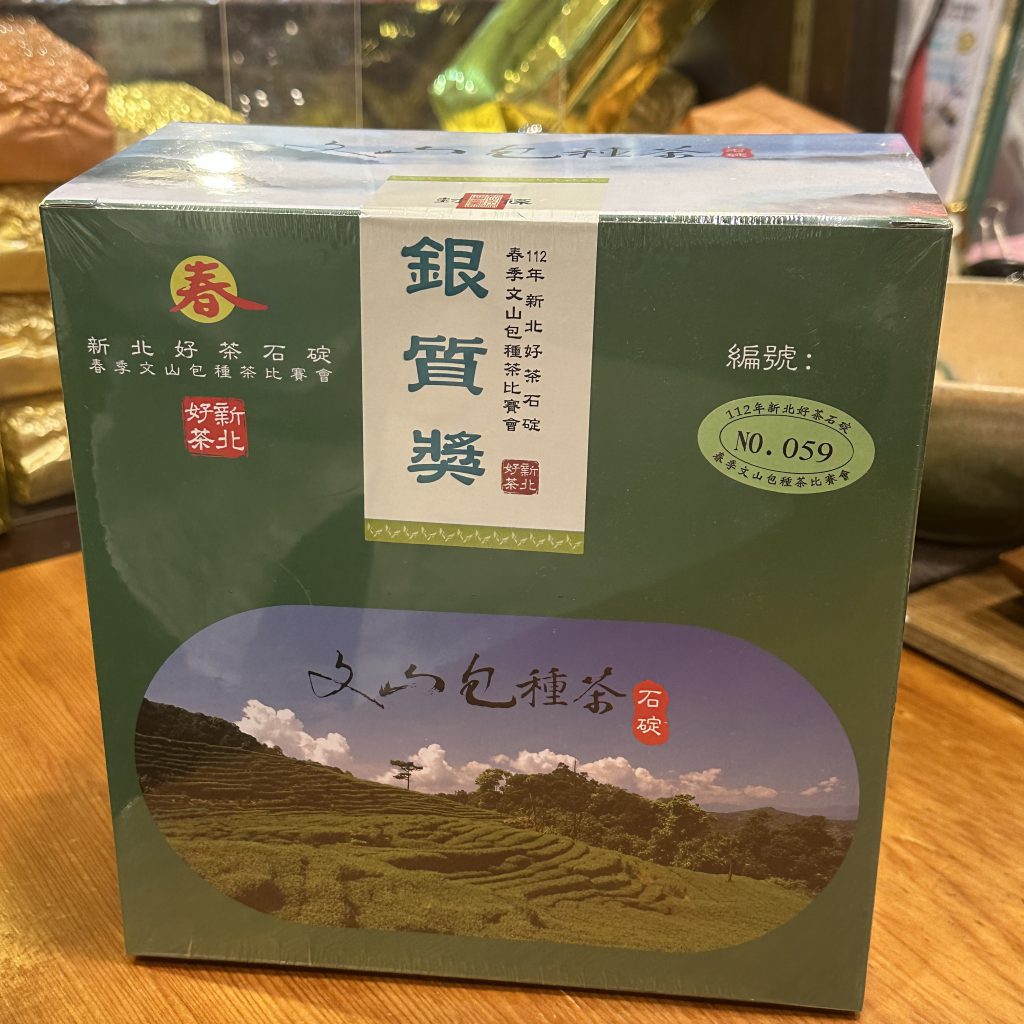 文山包種茶 石碇
春
新北好茶石碇
春季文山包種茶比賽會
新北
好茶
銀質獎
112年新北好茶石碇
春季文山包種茶比賽會
新北
好茶
編號:
112年新北好茶石碇
NO. 059
春季文山包種茶比賽會
文山包種茶 石碇